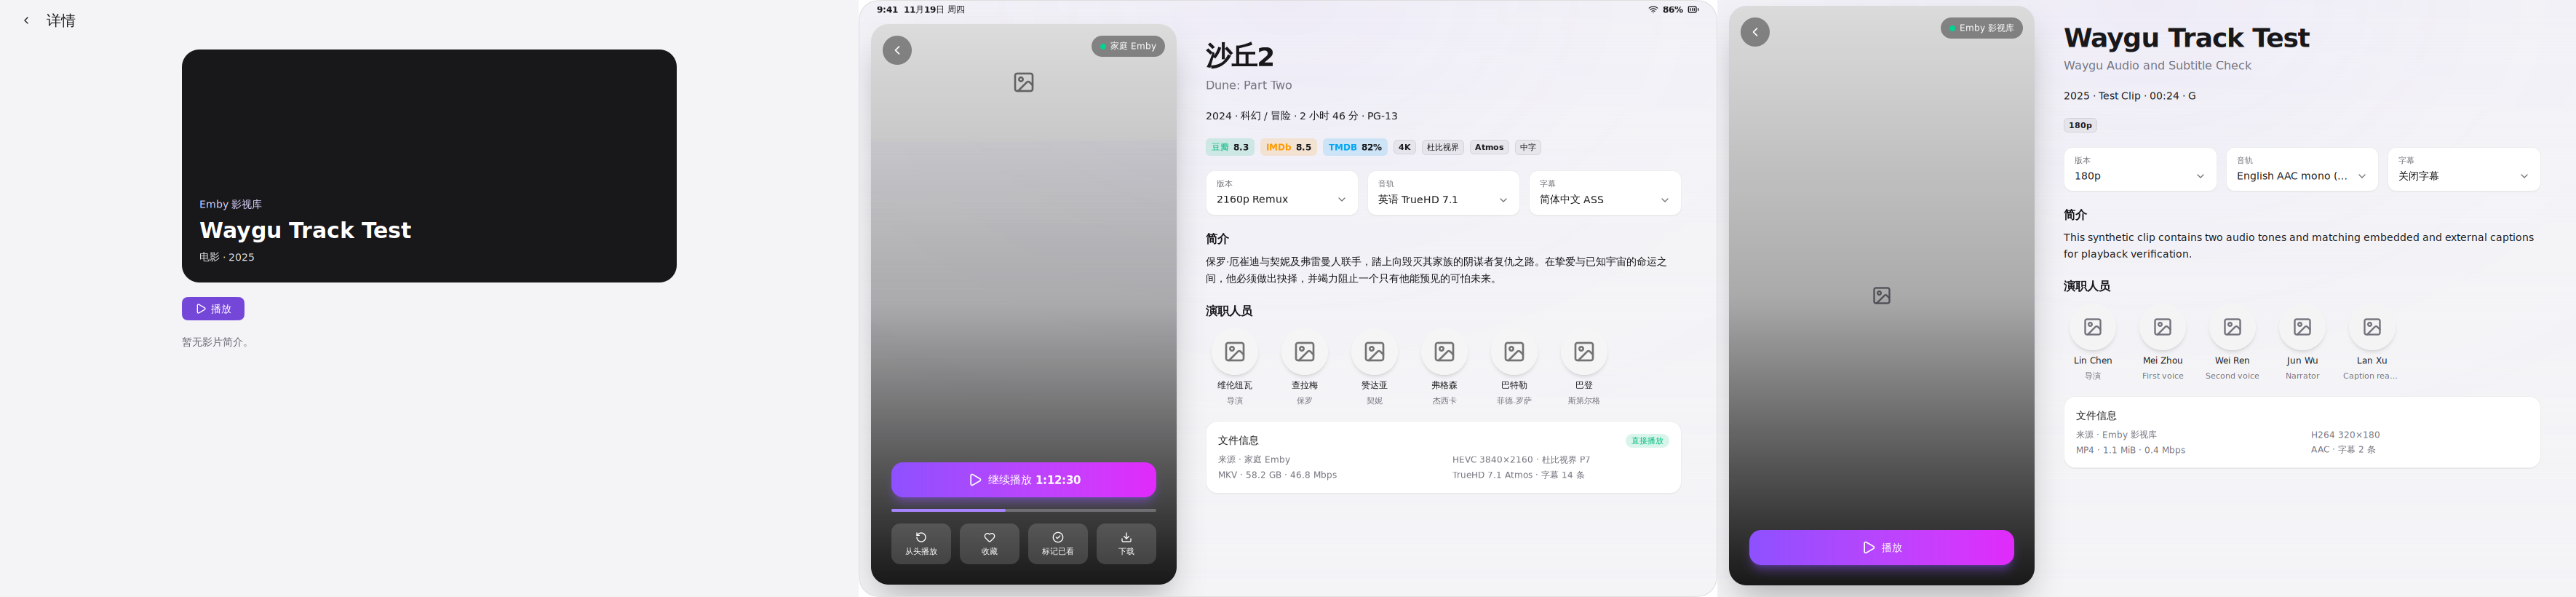 详情
Emby 影视库
Waygu Track Test
电影 · 2025
播放
暂无影片简介。
9:41 11月19日 周四
86%
家庭 Emby
继续播放 1:12:30
从头播放
收藏
标记已看
下载
沙丘2
Dune: Part Two
2024 · 科幻 / 冒险 · 2 小时 46 分 · PG-13
豆瓣 8.3 IMDb 8.5 TMDB 82% 4K 杜比视界 Atmos 中字
版本
2160p Remux
音轨
英语 TrueHD 7.1
字幕
简体中文 ASS
简介
保罗·厄崔迪与契妮及弗雷曼人联手，踏上向毁灭其家族的阴谋者复仇之路。在挚爱与已知宇宙的命运之
间，他必须做出抉择，并竭力阻止一个只有他能预见的可怕未来。
演职人员
维伦纽瓦
导演
查拉梅
保罗
赞达亚
契妮
弗格森
杰西卡
巴特勒
菲德·罗萨
巴登
斯第尔格
文件信息
直接播放
来源 · 家庭 Emby
HEVC 3840×2160 · 杜比视界 P7
MKV · 58.2 GB · 46.8 Mbps
TrueHD 7.1 Atmos · 字幕 14 条
Emby 影视库
播放
Waygu Track Test
Waygu Audio and Subtitle Check
2025 · Test Clip · 00:24 · G
180p
版本
180p
音轨
English AAC mono (...
字幕
关闭字幕
简介
This synthetic clip contains two audio tones and matching embedded and external captions
for playback verification.
演职人员
Lin Chen
导演
Mei Zhou
First voice
Wei Ren
Second voice
Jun Wu
Narrator
Lan Xu
Caption rea...
文件信息
来源 · Emby 影视库
H264 320×180
MP4 · 1.1 MiB · 0.4 Mbps
AAC · 字幕 2 条